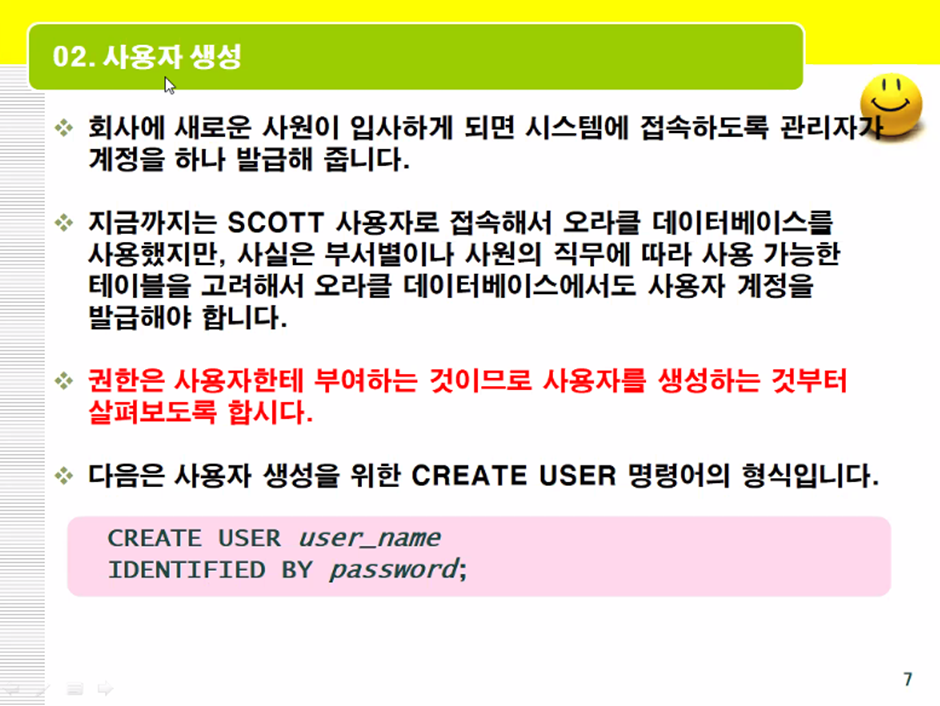 02. 사용자 생성
회사에 새로운 사원이 입사하게 되면 시스템에 접속하도록 관리자가
계정을 하나 발급해 줍니다.
지금까지는 SCOTT 사용자로 접속해서 오라클 데이터베이스를
사용했지만, 사실은 부서별이나 사원의 직무에 따라 사용 가능한
테이블을 고려해서 오라클 데이터베이스에서도 사용자 계정을
발급해야 합니다.
권한은 사용자한테 부여하는 것이므로 사용자를 생성하는 것부터
살펴보도록 합시다.
다음은 사용자 생성을 위한 CREATE USER 명령어의 형식입니다.
CREATE USER user_name
IDENTIFIED BY password;
7